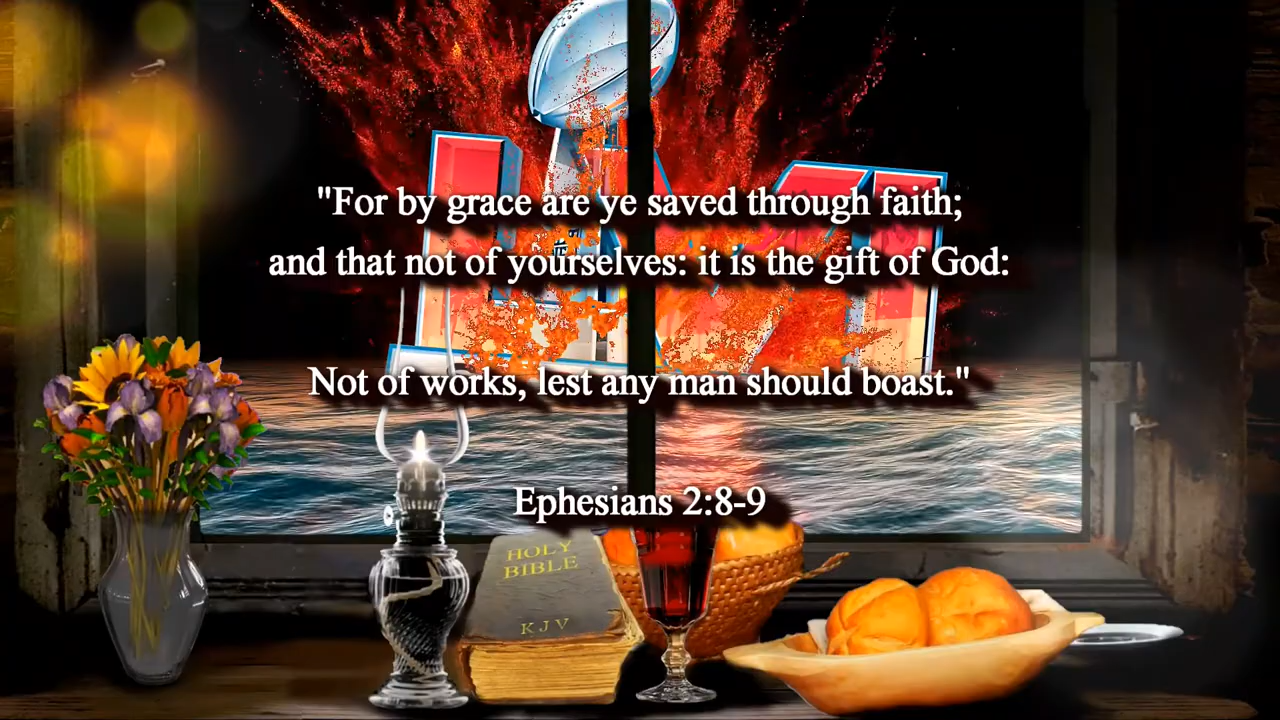 "For by grace are ye saved through faith;
and that not of yourselves: it is the gift of God:
Not of works, lest any man should boast."
Ephesians 2:8-9
HOLY
BIBLE
KJV